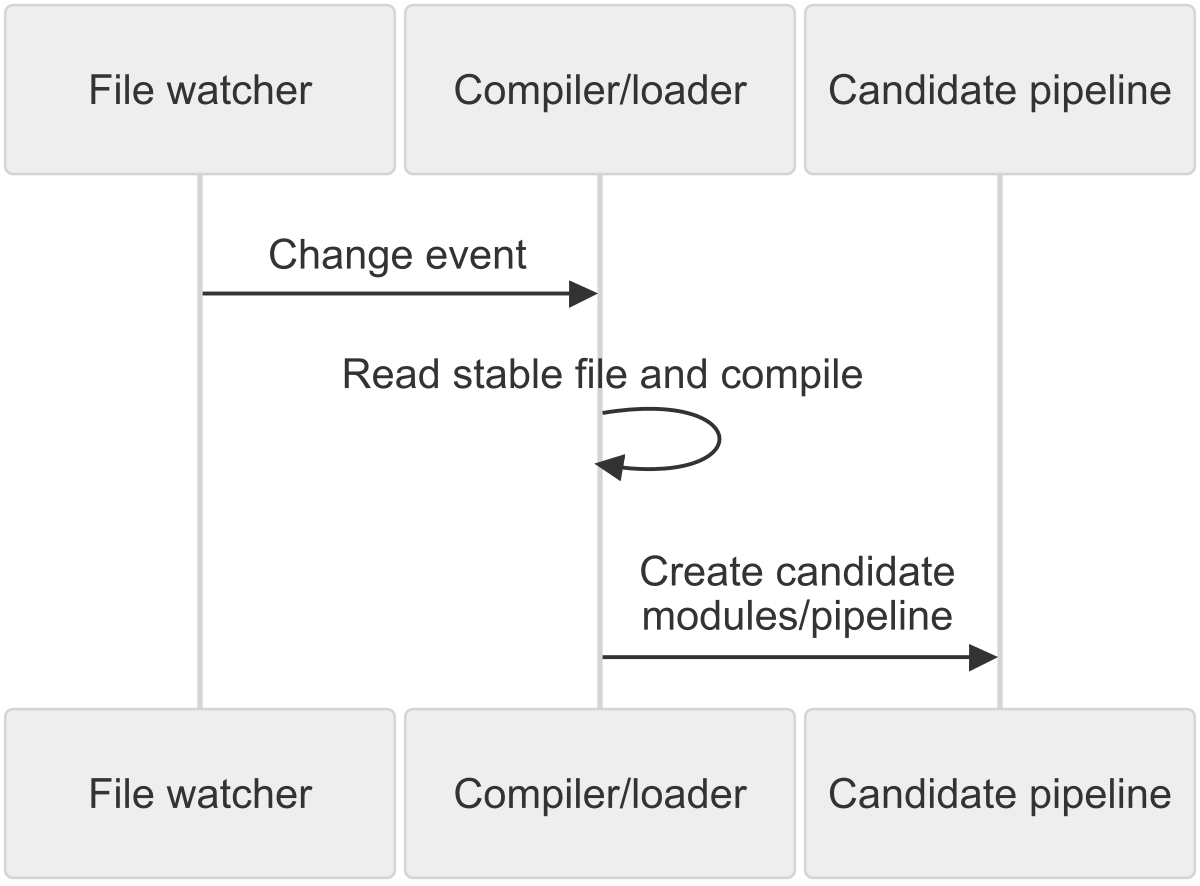 File watcher
Compiler/loader
Candidate pipeline
Change event
Read stable file and compile
Create candidate
modules/pipeline
File watcher
Compiler/loader
Candidate pipeline